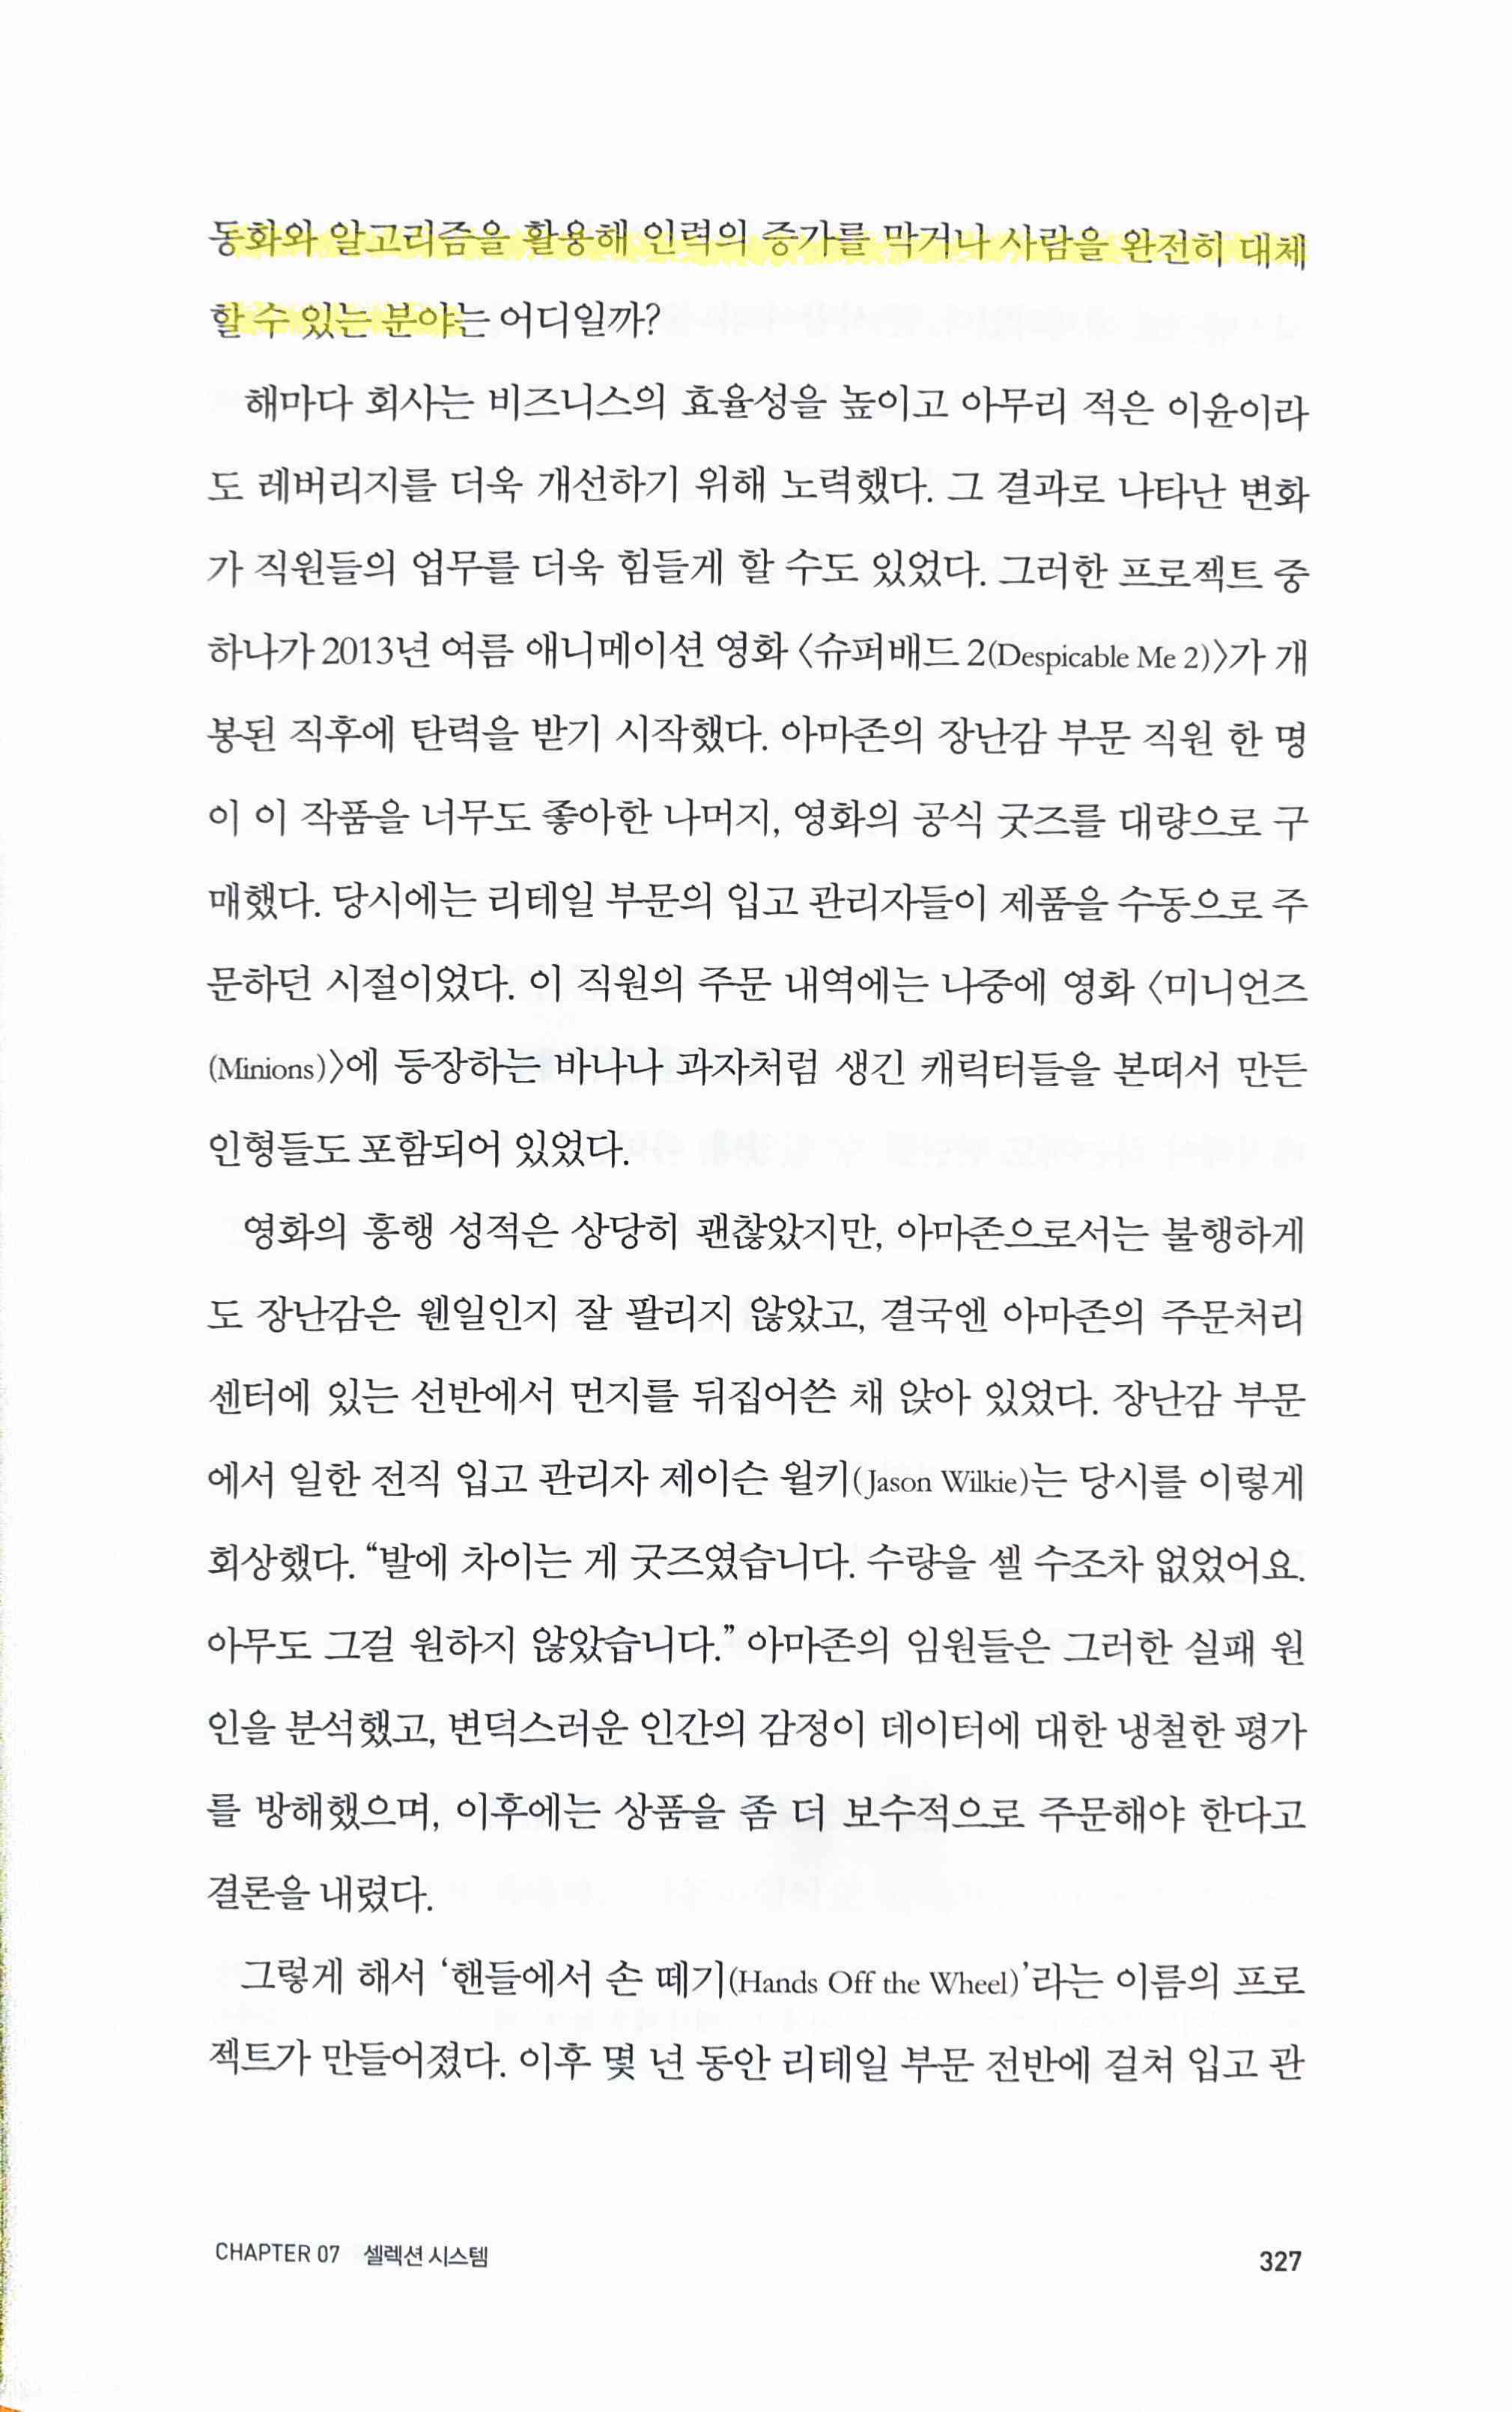 동화와 알고리즘을 활용해 인력의 증가를 막거나 사람을 완전히 대체
할 수 있는 분야는 어디일까?
해마다 회사는 비즈니스의 효율성을 높이고 아무리 적은 이윤이라
도 레버리지를 더욱 개선하기 위해 노력했다. 그 결과로 나타난 변화
가 직원들의 업무를 더욱 힘들게 할 수도 있었다. 그러한 프로젝트 중
하나가 2013년 여름 애니메이션 영화 〈슈퍼배드 2(Despicable Me 2)〉가 개
봉된 직후에 탄력을 받기 시작했다. 아마존의 장난감 부문 직원 한 명
이 이 작품을 너무도 좋아한 나머지, 영화의 공식 굿즈를 대량으로 구
매했다. 당시에는 리테일 부문의 입고 관리자들이 제품을 수동으로 주
문하던 시절이었다. 이 직원의 주문 내역에는 나중에 영화 〈미니언즈
(Minions)〉에 등장하는 바나나 과자처럼 생긴 캐릭터들을 본떠서 만든
인형들도 포함되어 있었다.
영화의 흥행 성적은 상당히 괜찮았지만, 아마존으로서는 불행하게
도 장난감은 웬일인지 잘 팔리지 않았고, 결국엔 아마존의 주문처리
센터에 있는 선반에서 먼지를 뒤집어쓴 채 앉아 있었다. 장난감 부문
에서 일한 전직 입고 관리자 제이슨 윌키(Jason Wilkie)는 당시를 이렇게
회상했다. “발에 차이는 게 굿즈였습니다. 수량을 셀 수조차 없었어요.
아무도 그걸 원하지 않았습니다.” 아마존의 임원들은 그러한 실패 원
인을 분석했고, 변덕스러운 인간의 감정이 데이터에 대한 냉철한 평가
를 방해했으며, 이후에는 상품을 좀 더 보수적으로 주문해야 한다고
결론을 내렸다.
그렇게 해서 ‘핸들에서 손 떼기(Hands Off the Wheel)’라는 이름의 프로
젝트가 만들어졌다. 이후 몇 년 동안 리테일 부문 전반에 걸쳐 입고 관
CHAPTER 07 셀렉션 시스템
327